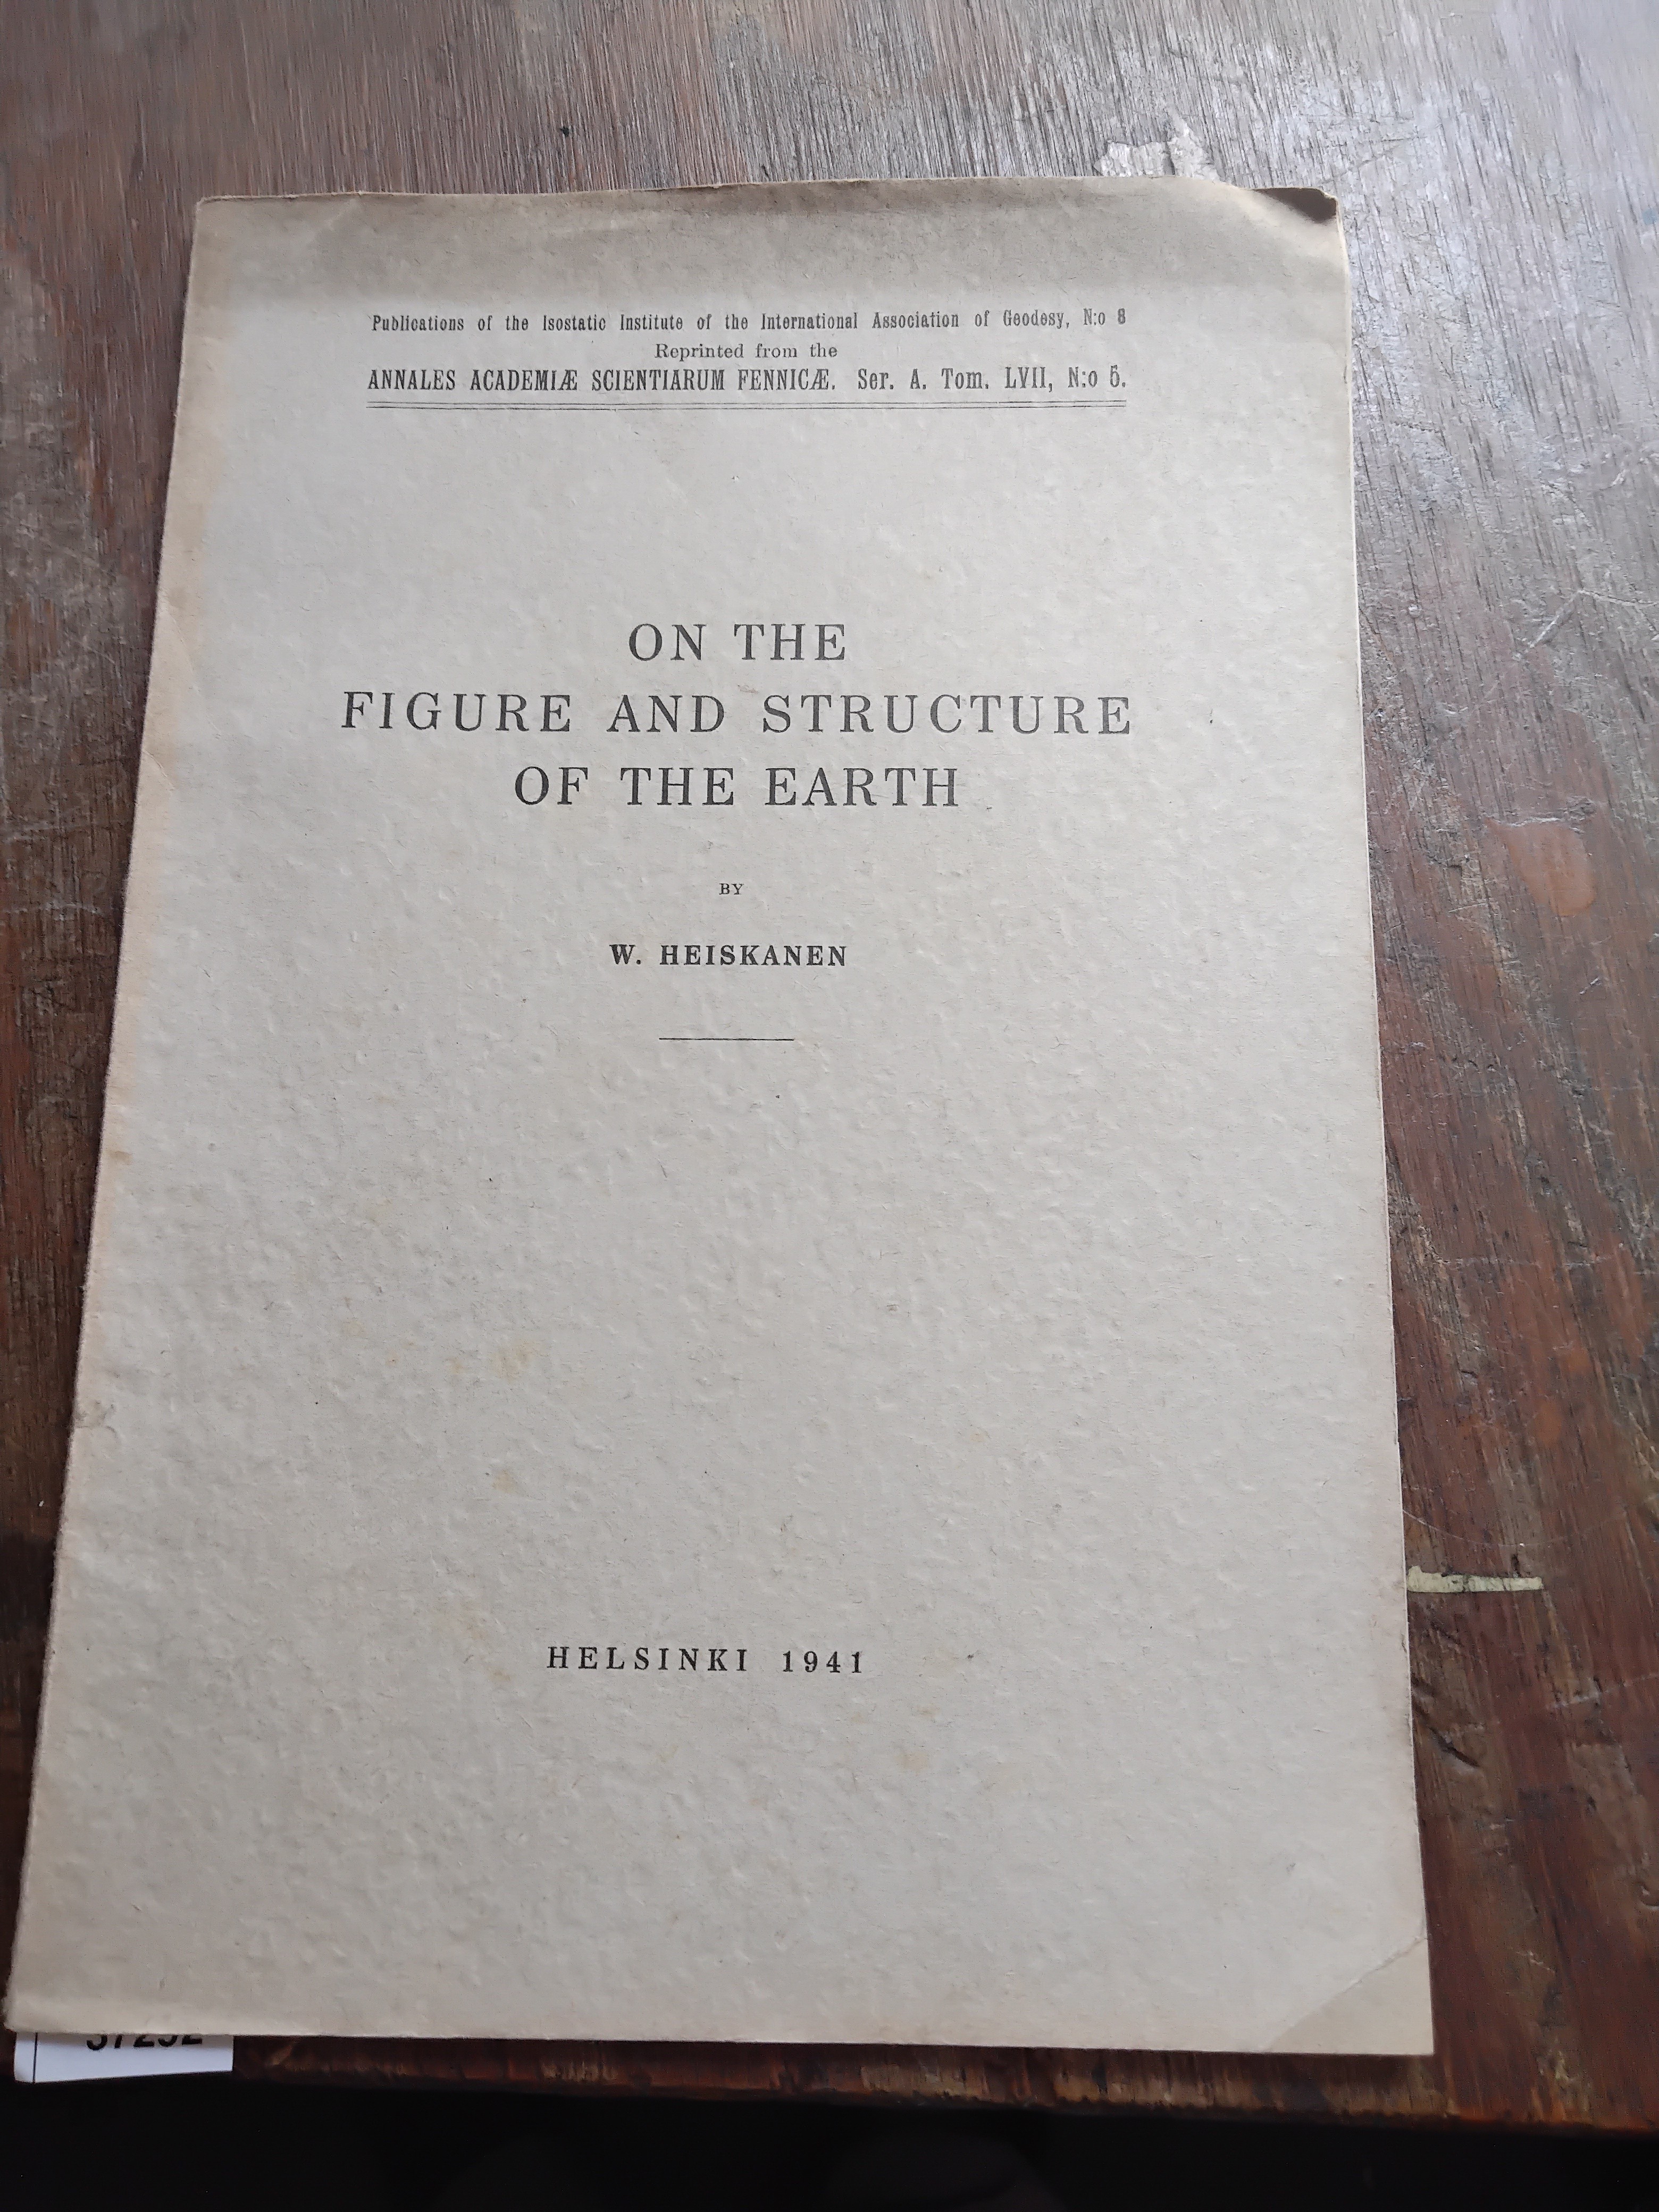 Publications of the Isostatic Institute of the International Association of Geodesy, N:o 8
Reprinted from the
ANNALES ACADEMIÆ SCIENTIARUM FENNICÆ. Ser. A. Tom. LVII, N:o 5.
ON THE
FIGURE AND STRUCTURE
OF THE EARTH
BY
W. HEISKANEN
HELSINKI 1941